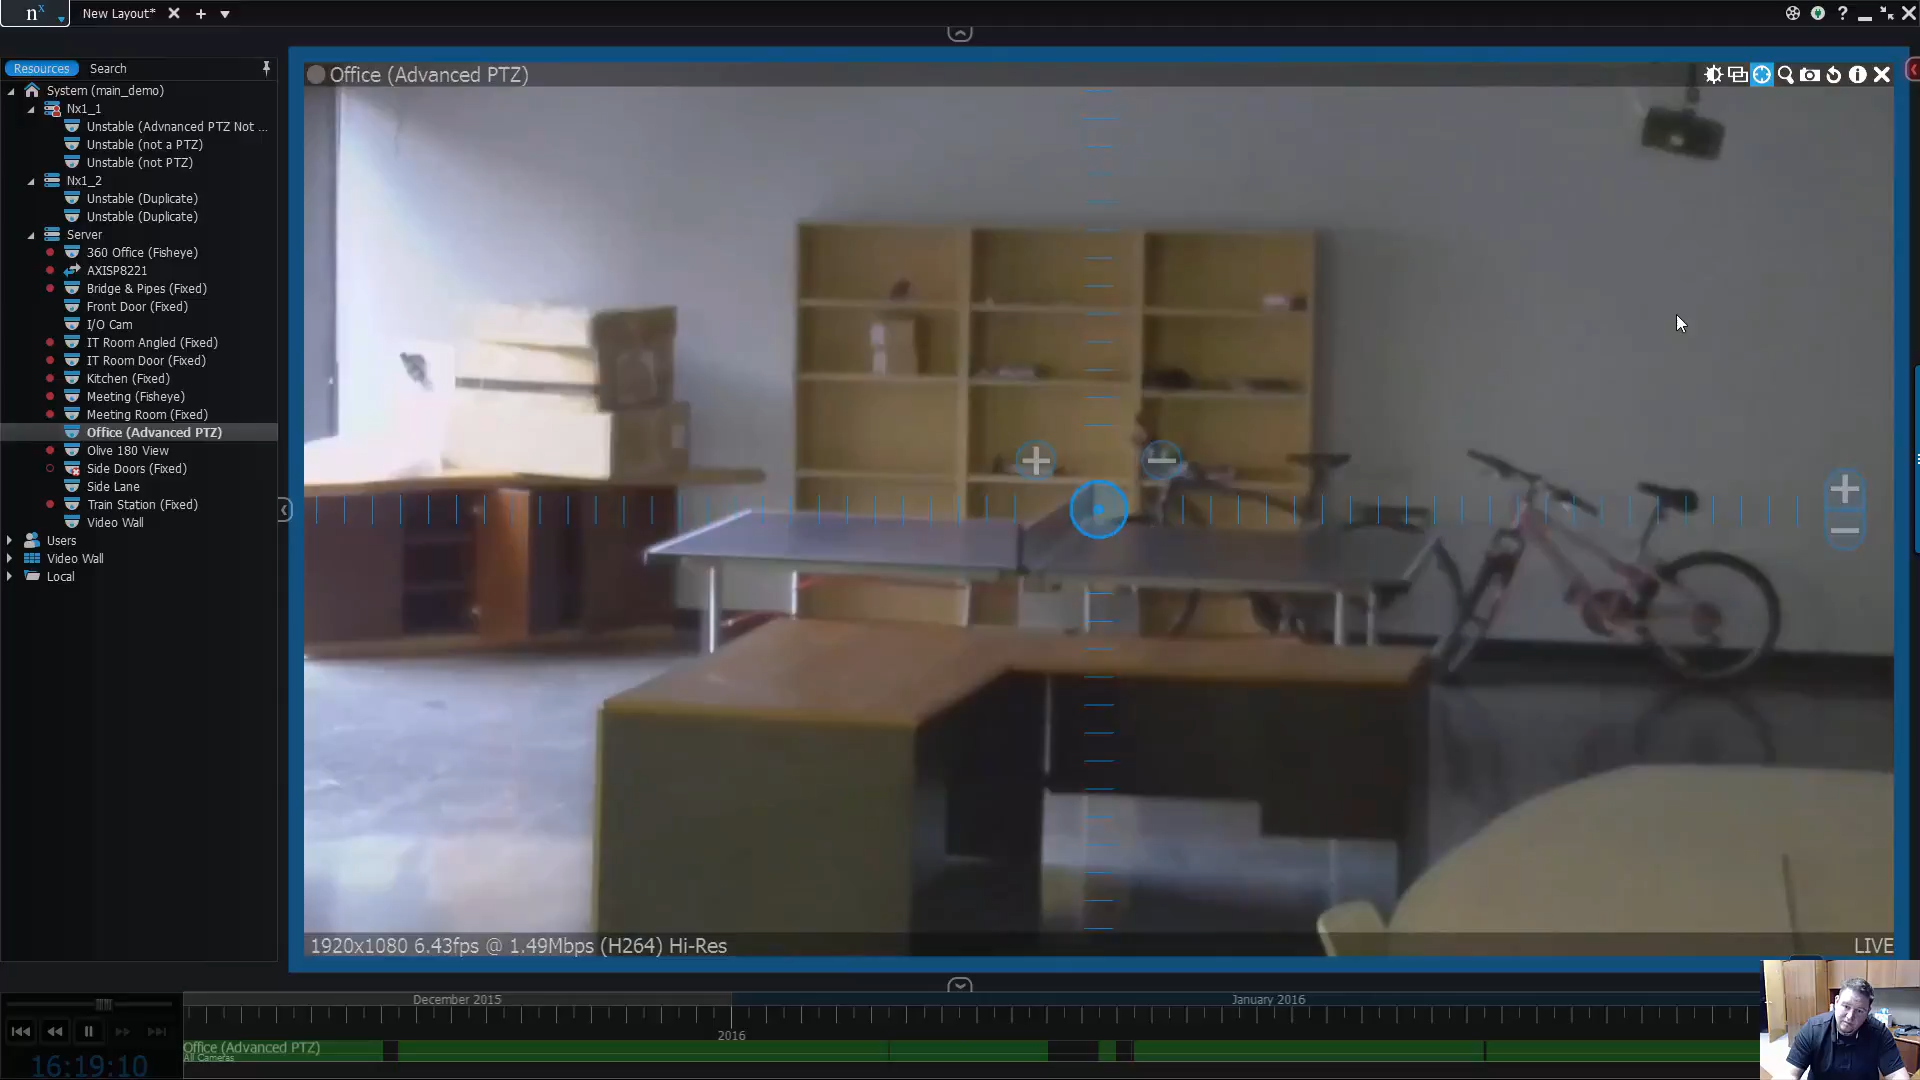 nx
New Layout*
?
Resources
Search
System (main_demo)
Nx1_1
Unstable (Advnanced PTZ Not ...
Unstable (not a PTZ)
Unstable (not PTZ)
Nx1_2
Unstable (Duplicate)
Unstable (Duplicate)
Server
360 Office (Fisheye)
AXISP8221
Bridge & Pipes (Fixed)
Front Door (Fixed)
I/O Cam
IT Room Angled (Fixed)
IT Room Door (Fixed)
Kitchen (Fixed)
Meeting (Fisheye)
Meeting Room (Fixed)
Office (Advanced PTZ)
Olive 180 View
Side Doors (Fixed)
Side Lane
Train Station (Fixed)
Video Wall
Users
Video Wall
Local
Office (Advanced PTZ)
1920x1080 6.43fps @ 1.49Mbps (H264) Hi-Res
LIVE
December 2015
January 2016
2016
Office (Advanced PTZ)
All Cameras
16:19:10